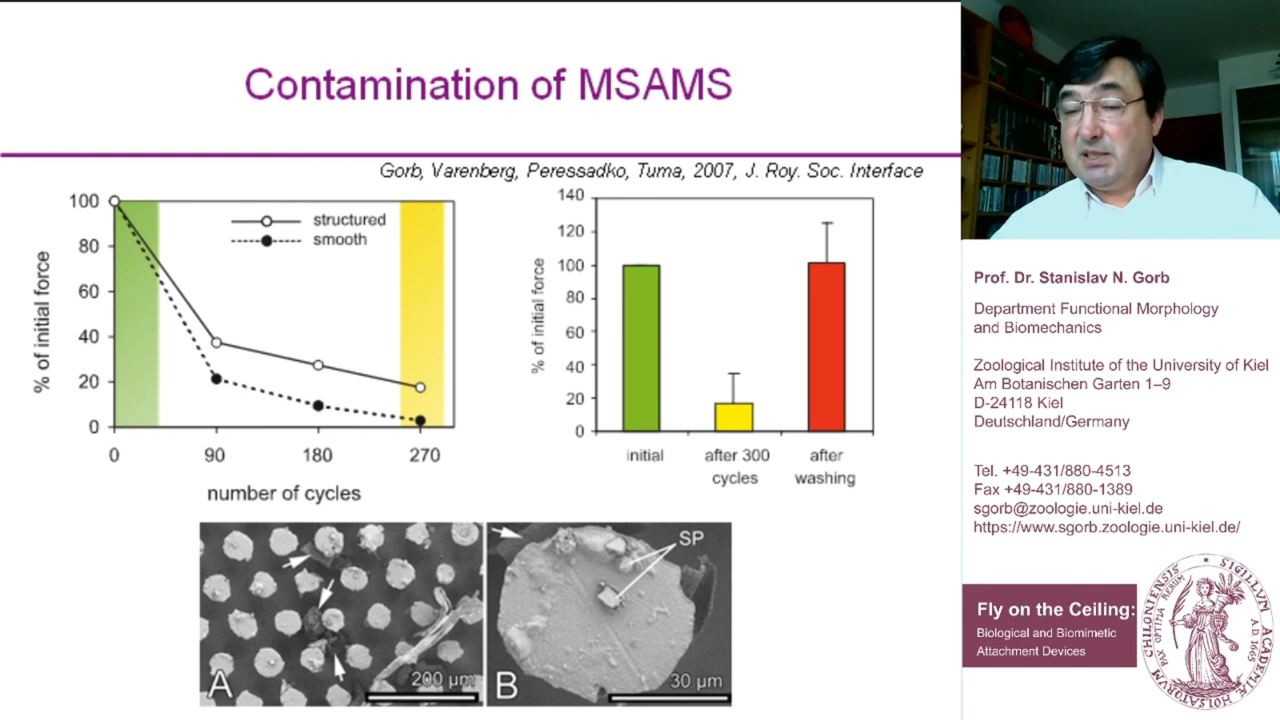 Contamination of MSAMS
Gorb, Varenberg, Peressadko, Tuma, 2007, J. Roy. Soc. Interface
% of initial force
100
80
60
40
20
0
structured
smooth
0 90 180 270
number of cycles
% of initial force
140
120
100
80
60
40
20
0
initial
after 300
cycles
after
washing
A
200 µm
B
SP
30 µm
Prof. Dr. Stanislav N. Gorb
Department Functional Morphology
and Biomechanics
Zoological Institute of the University of Kiel
Am Botanischen Garten 1–9
D-24118 Kiel
Deutschland/Germany
Tel. +49-431/880-4513
Fax +49-431/880-1389
sgorb@zoologie.uni-kiel.de
https://www.sgorb.zoologie.uni-kiel.de/
Fly on the Ceiling:
Biological and Biomimetic
Attachment Devices
SIGILLVM ACADEMIAE HOLSATORVM CHILONIENSIS
PAX OPTIMA RERUM
A.D. 1665